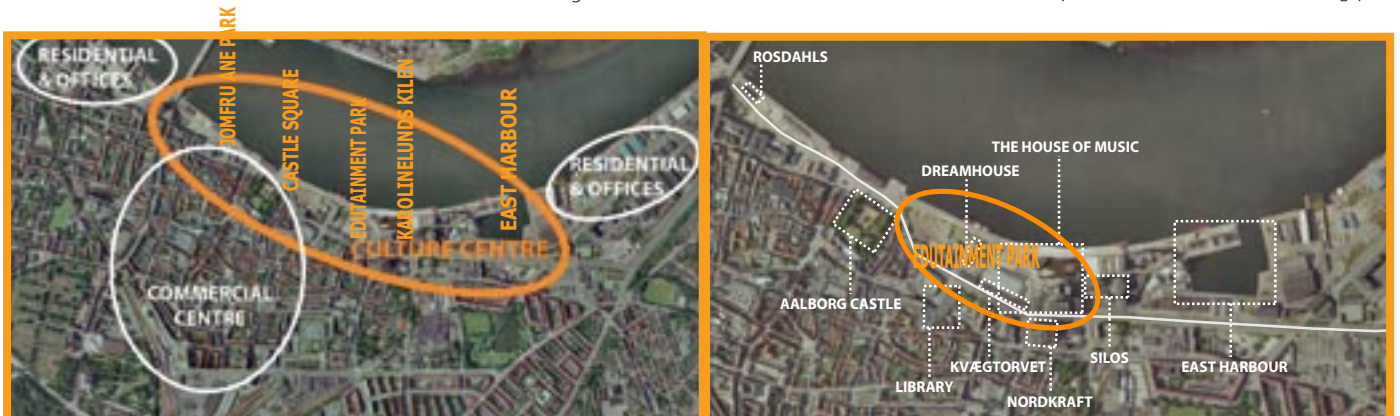 RESIDENTIAL
& OFFICES
JOMFRU ANE PARK
CASTLE SQUARE
EDUTAINMENT PARK
KAROLINELUNDS KILEN
EAST HARBOUR
RESIDENTIAL
& OFFICES
CULTURE CENTRE
COMMERCIAL
CENTRE
ROSDAHLS
THE HOUSE OF MUSIC
DREAMHOUSE
EDUTAINMENT PARK
AALBORG CASTLE
LIBRARY
KVÆGTORVET
NORDKRAFT
SILOS
EAST HARBOUR